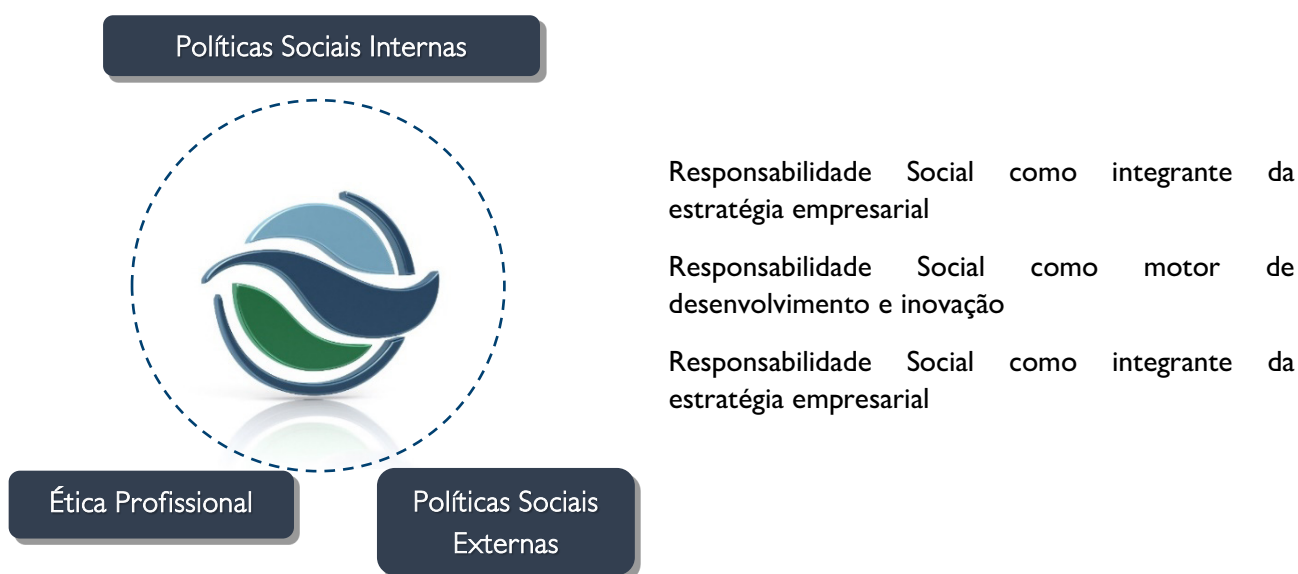 Políticas Sociais Internas
Responsabilidade Social como integrante da
estratégia empresarial
Responsabilidade Social como motor de
desenvolvimento e inovação
Responsabilidade Social como integrante da
estratégia empresarial
Ética Profissional
Políticas Sociais
Externas